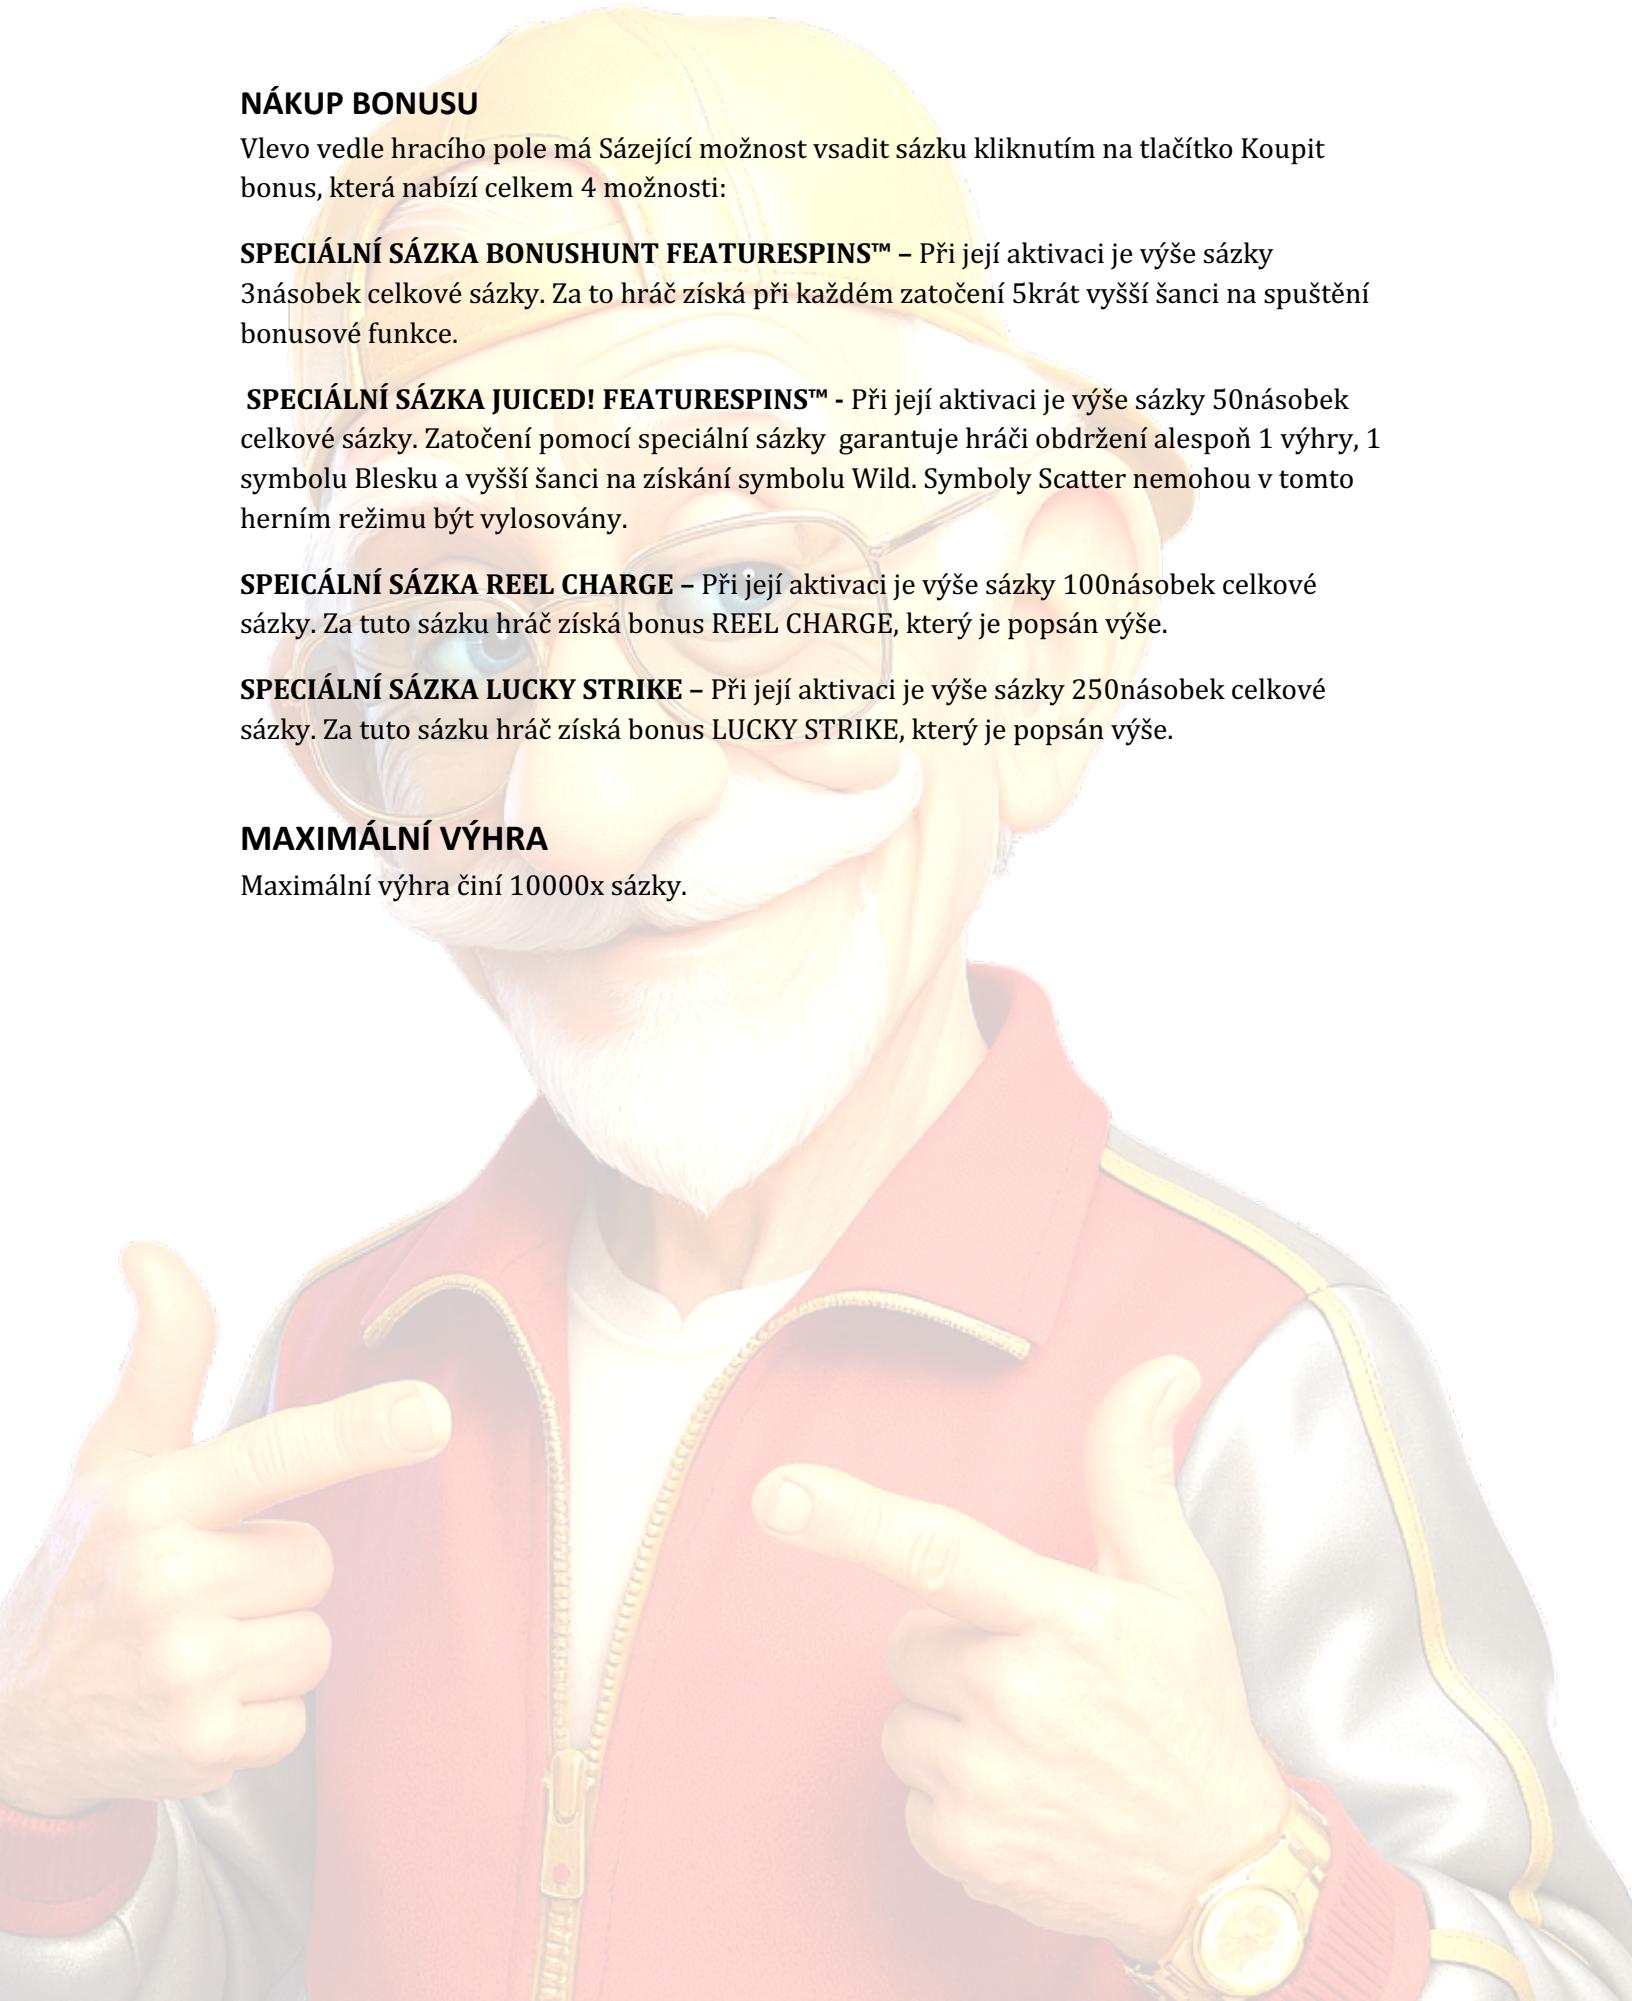 NÁKUP BONUSU
Vlevo vedle hracího pole má Sázející možnost vsadit sázku kliknutím na tlačítko Koupit
bonus, která nabízí celkem 4 možnosti:
SPECIÁLNÍ SÁZKA BONUSHUNT FEATURESPINS™ – Při její aktivaci je výše sázky
3násobek celkové sázky. Za to hráč získá při každém zatočení 5krát vyšší šanci na spuštění
bonusové funkce.
SPECIÁLNÍ SÁZKA JUICED! FEATURESPINS™ - Při její aktivaci je výše sázky 50násobek
celkové sázky. Zatočení pomocí speciální sázky  garantuje hráči obdržení alespoň 1 výhry, 1
symbolu Blesku a vyšší šanci na získání symbolu Wild. Symboly Scatter nemohou v tomto
herním režimu být vylosovány.
SPEICÁLNÍ SÁZKA REEL CHARGE – Při její aktivaci je výše sázky 100násobek celkové
sázky. Za tuto sázku hráč získá bonus REEL CHARGE, který je popsán výše.
SPECIÁLNÍ SÁZKA LUCKY STRIKE – Při její aktivaci je výše sázky 250násobek celkové
sázky. Za tuto sázku hráč získá bonus LUCKY STRIKE, který je popsán výše.
MAXIMÁLNÍ VÝHRA
Maximální výhra činí 10000x sázky.